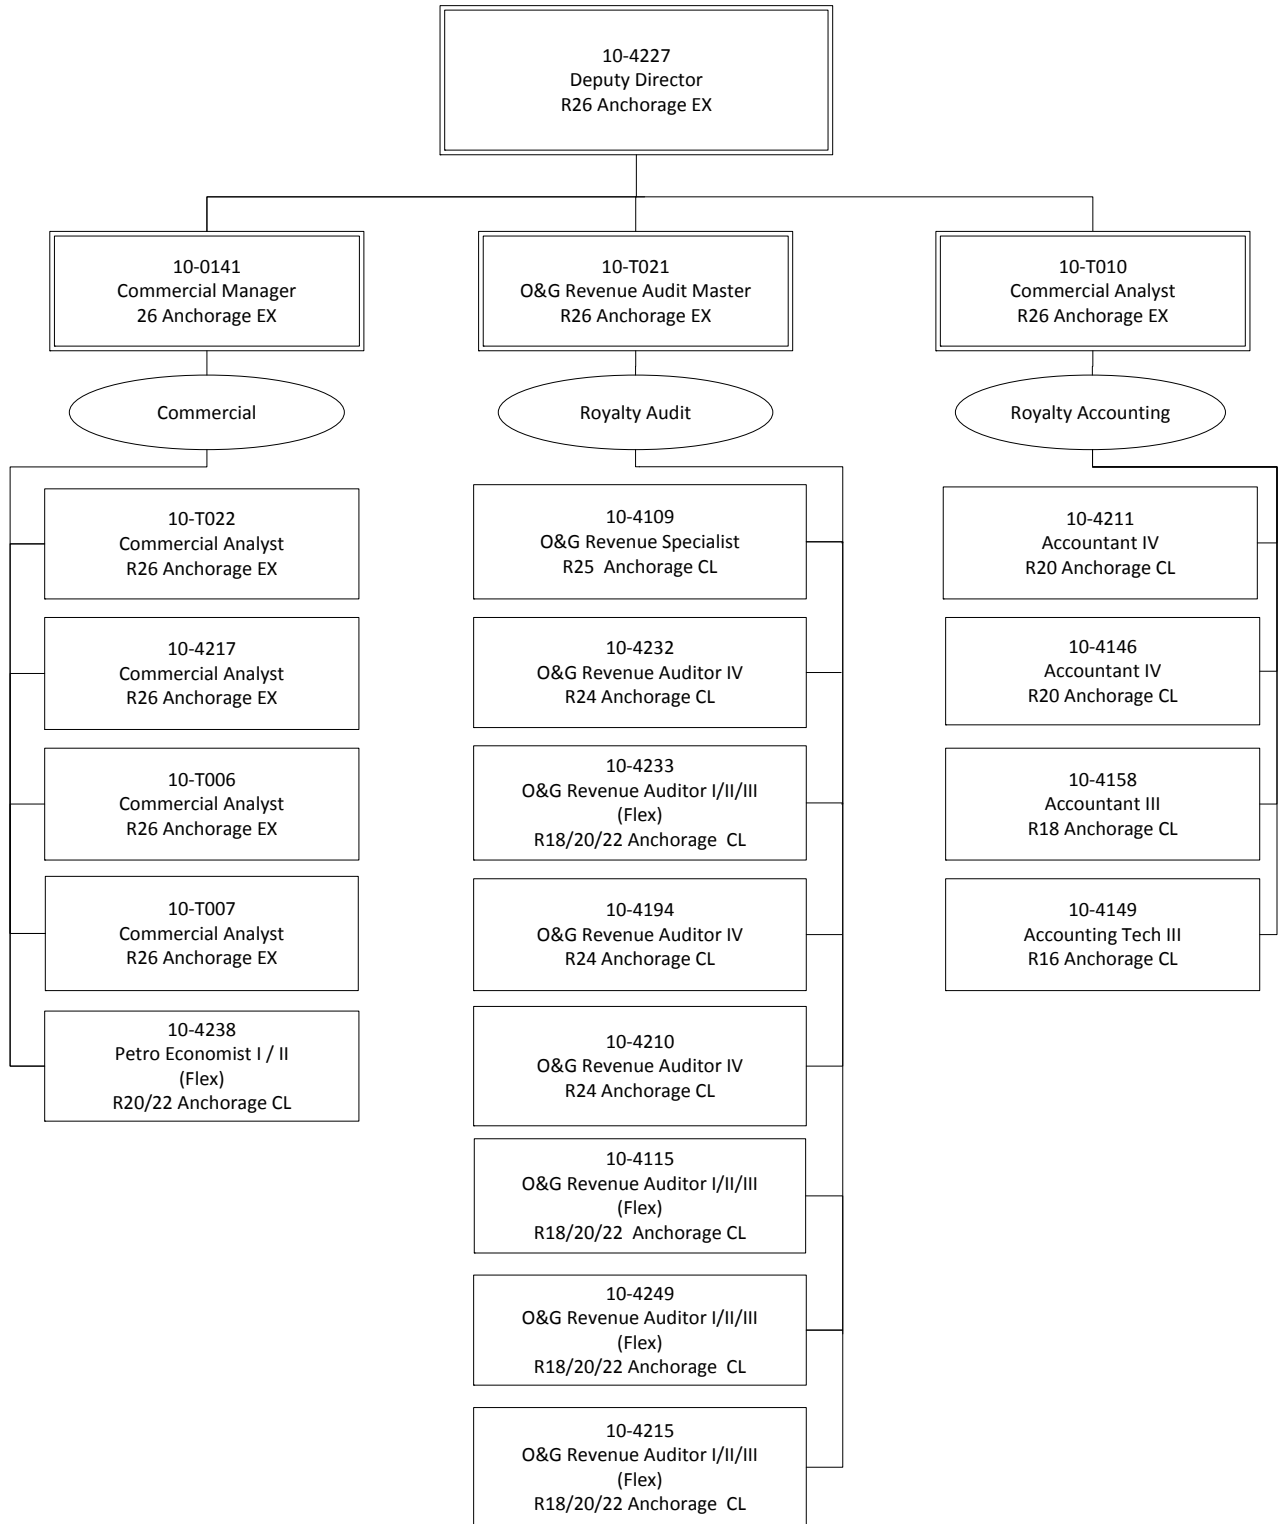 10-4227
Deputy Director
R26 Anchorage EX
10-0141
Commercial Manager
26 Anchorage EX
10-T021
O&G Revenue Audit Master
R26 Anchorage EX
10-T010
Commercial Analyst
R26 Anchorage EX
Commercial
Royalty Audit
Royalty Accounting
10-T022
Commercial Analyst
R26 Anchorage EX
10-4217
Commercial Analyst
R26 Anchorage EX
10-T006
Commercial Analyst
R26 Anchorage EX
10-T007
Commercial Analyst
R26 Anchorage EX
10-4238
Petro Economist I / II
(Flex)
R20/22 Anchorage CL
10-4109
O&G Revenue Specialist
R25  Anchorage CL
10-4232
O&G Revenue Auditor IV
R24 Anchorage CL
10-4233
O&G Revenue Auditor I/II/III
(Flex)
R18/20/22 Anchorage  CL
10-4194
O&G Revenue Auditor IV
R24 Anchorage CL
10-4210
O&G Revenue Auditor IV
R24 Anchorage CL
10-4115
O&G Revenue Auditor I/II/III
(Flex)
R18/20/22  Anchorage CL
10-4249
O&G Revenue Auditor I/II/III
(Flex)
R18/20/22 Anchorage  CL
10-4215
O&G Revenue Auditor I/II/III
(Flex)
R18/20/22 Anchorage  CL
10-4211
Accountant IV
R20 Anchorage CL
10-4146
Accountant IV
R20 Anchorage CL
10-4158
Accountant III
R18 Anchorage CL
10-4149
Accounting Tech III
R16 Anchorage CL